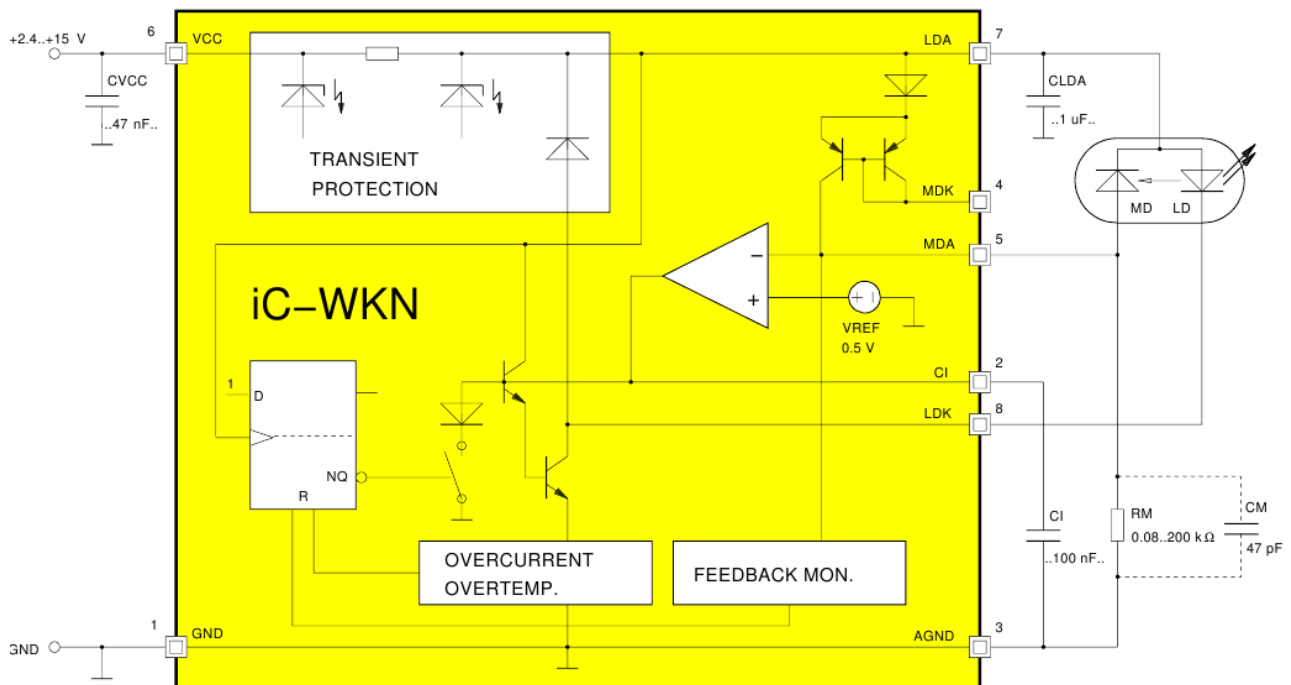 +2.4..+15 V
6
VCC
LDA
7
CVCC
..47 nF..
CLDA
..1 uF..
TRANSIENT
PROTECTION
MDK
4
MD
LD
MDA
5
iC–WKN
VREF
0.5 V
CI
2
LDK
8
1
D
NQ
R
CI
..100 nF..
RM
0.08..200 kΩ
CM
47 pF
OVERCURRENT
OVERTEMP.
FEEDBACK MON.
1
GND
AGND
3
GND